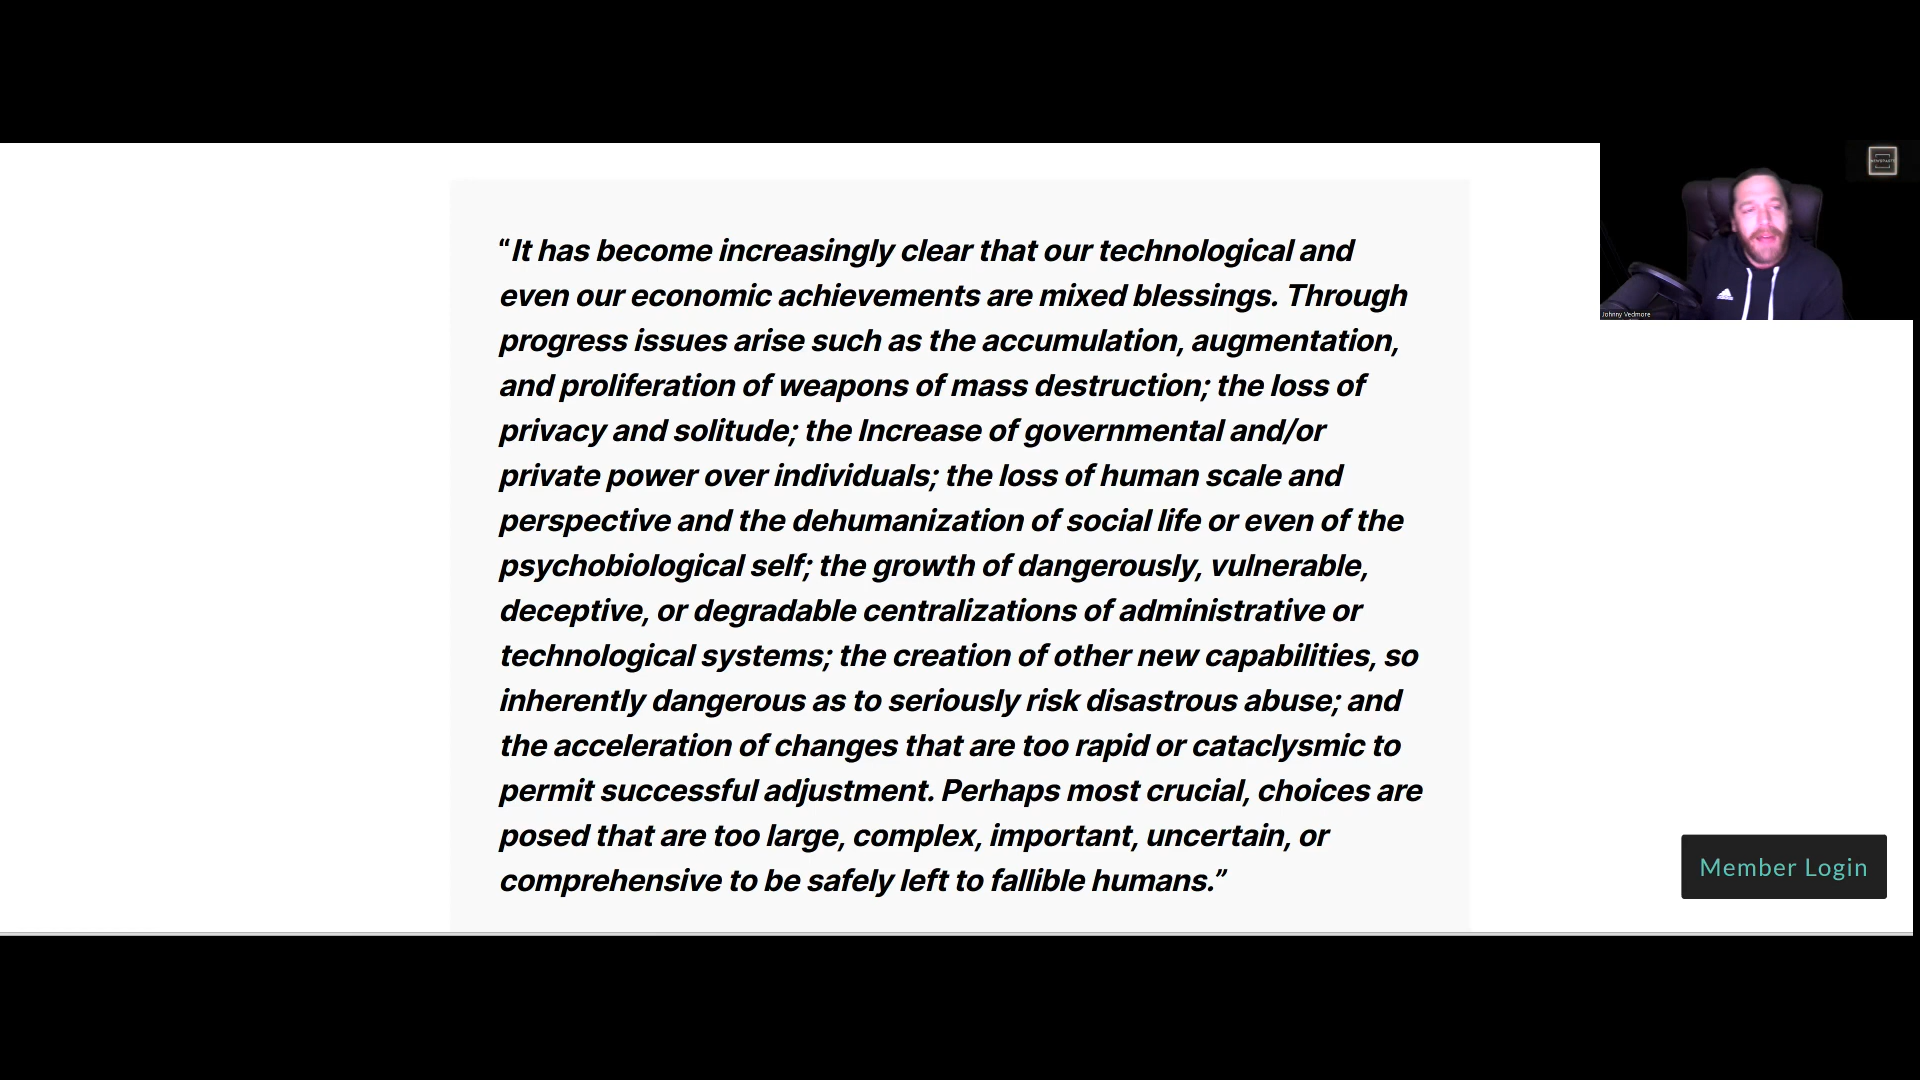 “It has become increasingly clear that our technological and
even our economic achievements are mixed blessings. Through
progress issues arise such as the accumulation, augmentation,
and proliferation of weapons of mass destruction; the loss of
privacy and solitude; the Increase of governmental and/or
private power over individuals; the loss of human scale and
perspective and the dehumanization of social life or even of the
psychobiological self; the growth of dangerously, vulnerable,
deceptive, or degradable centralizations of administrative or
technological systems; the creation of other new capabilities, so
inherently dangerous as to seriously risk disastrous abuse; and
the acceleration of changes that are too rapid or cataclysmic to
permit successful adjustment. Perhaps most crucial, choices are
posed that are too large, complex, important, uncertain, or
comprehensive to be safely left to fallible humans.”
Johnny Vedmore
Member Login